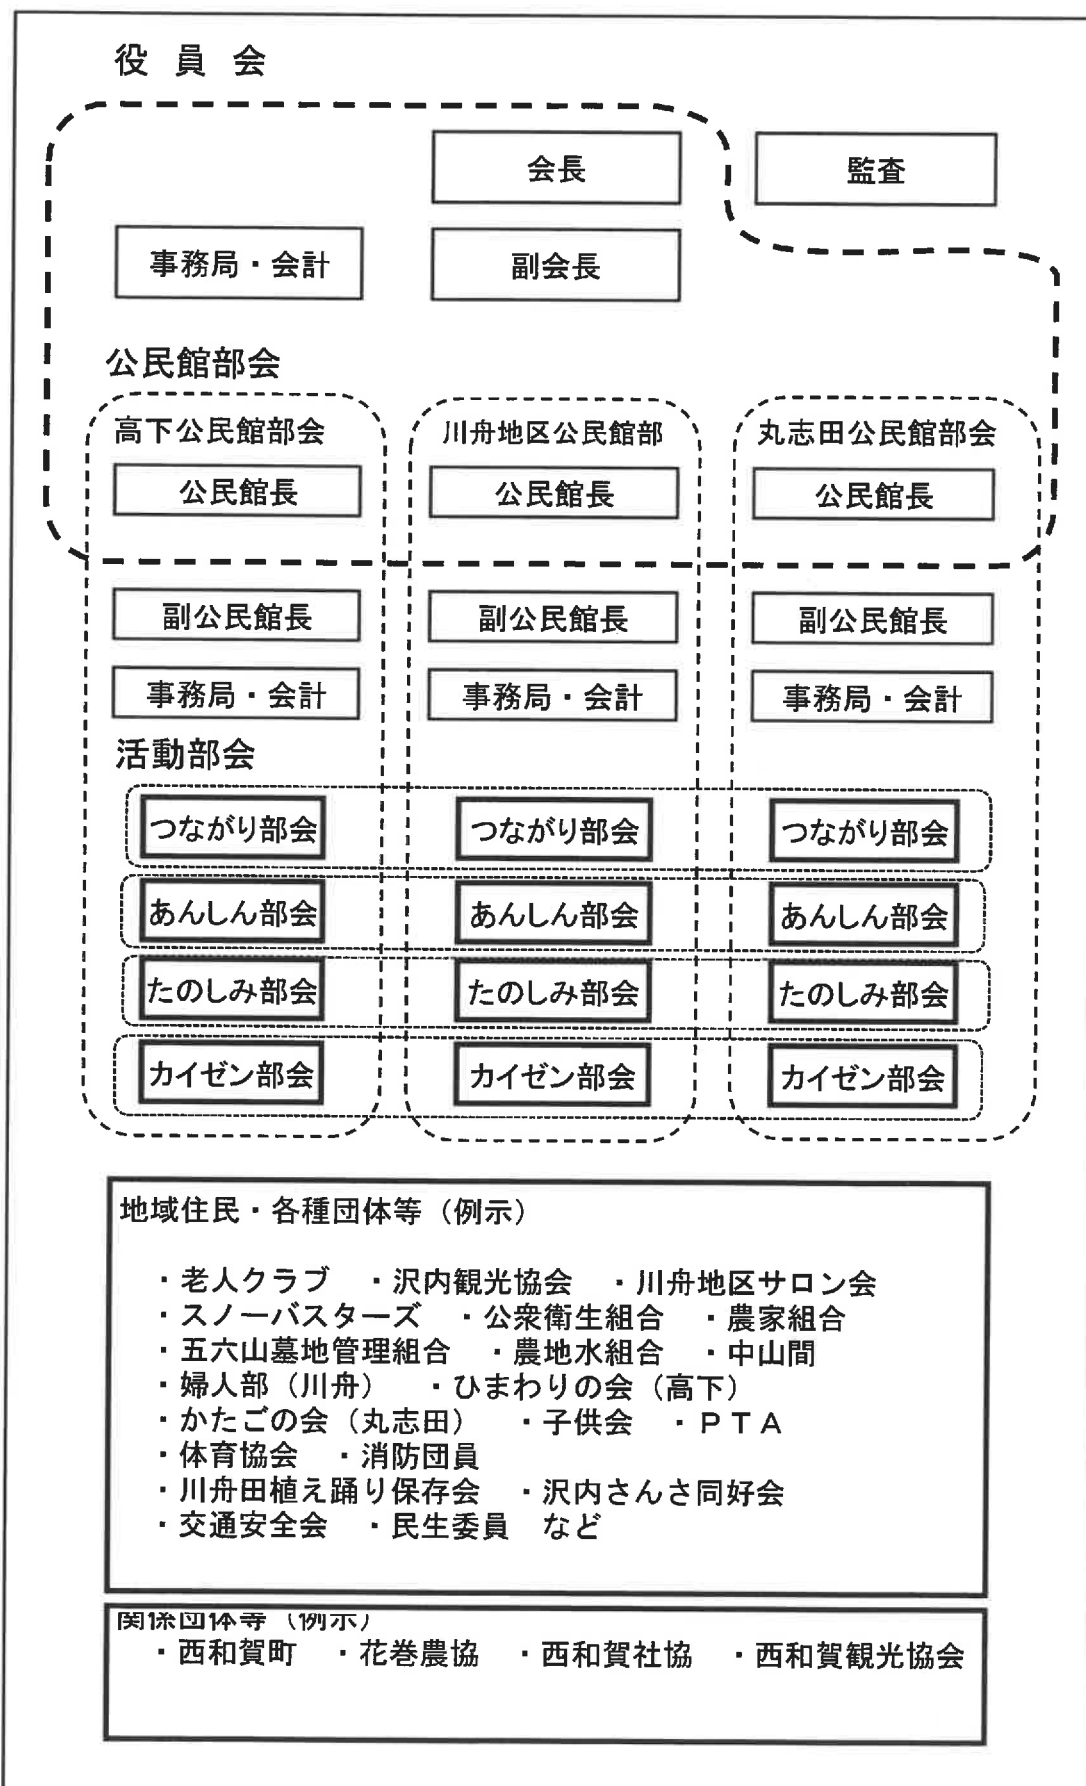 役 員 会
会長 監査
事務局・会計 副会長
公民館部会
高下公民館部会 川舟地区公民館部 丸志田公民館部会
公民館長 公民館長 公民館長
副公民館長 副公民館長 副公民館長
事務局・会計 事務局・会計 事務局・会計
活動部会
つながり部会 つながり部会 つながり部会
あんしん部会 あんしん部会 あんしん部会
たのしみ部会 たのしみ部会 たのしみ部会
カイゼン部会 カイゼン部会 カイゼン部会
地域住民・各種団体等（例示）
・老人クラブ ・沢内観光協会 ・川舟地区サロン会
・スノーバスターズ ・公衆衛生組合 ・農家組合
・五六山墓地管理組合 ・農地水組合 ・中山間
・婦人部（川舟） ・ひまわりの会（高下）
・かたごの会（丸志田） ・子供会 ・ＰＴＡ
・体育協会 ・消防団員
・川舟田植え踊り保存会 ・沢内さんさ同好会
・交通安全会 ・民生委員 など
関係団体等（例示）
・西和賀町 ・花巻農協 ・西和賀社協 ・西和賀観光協会